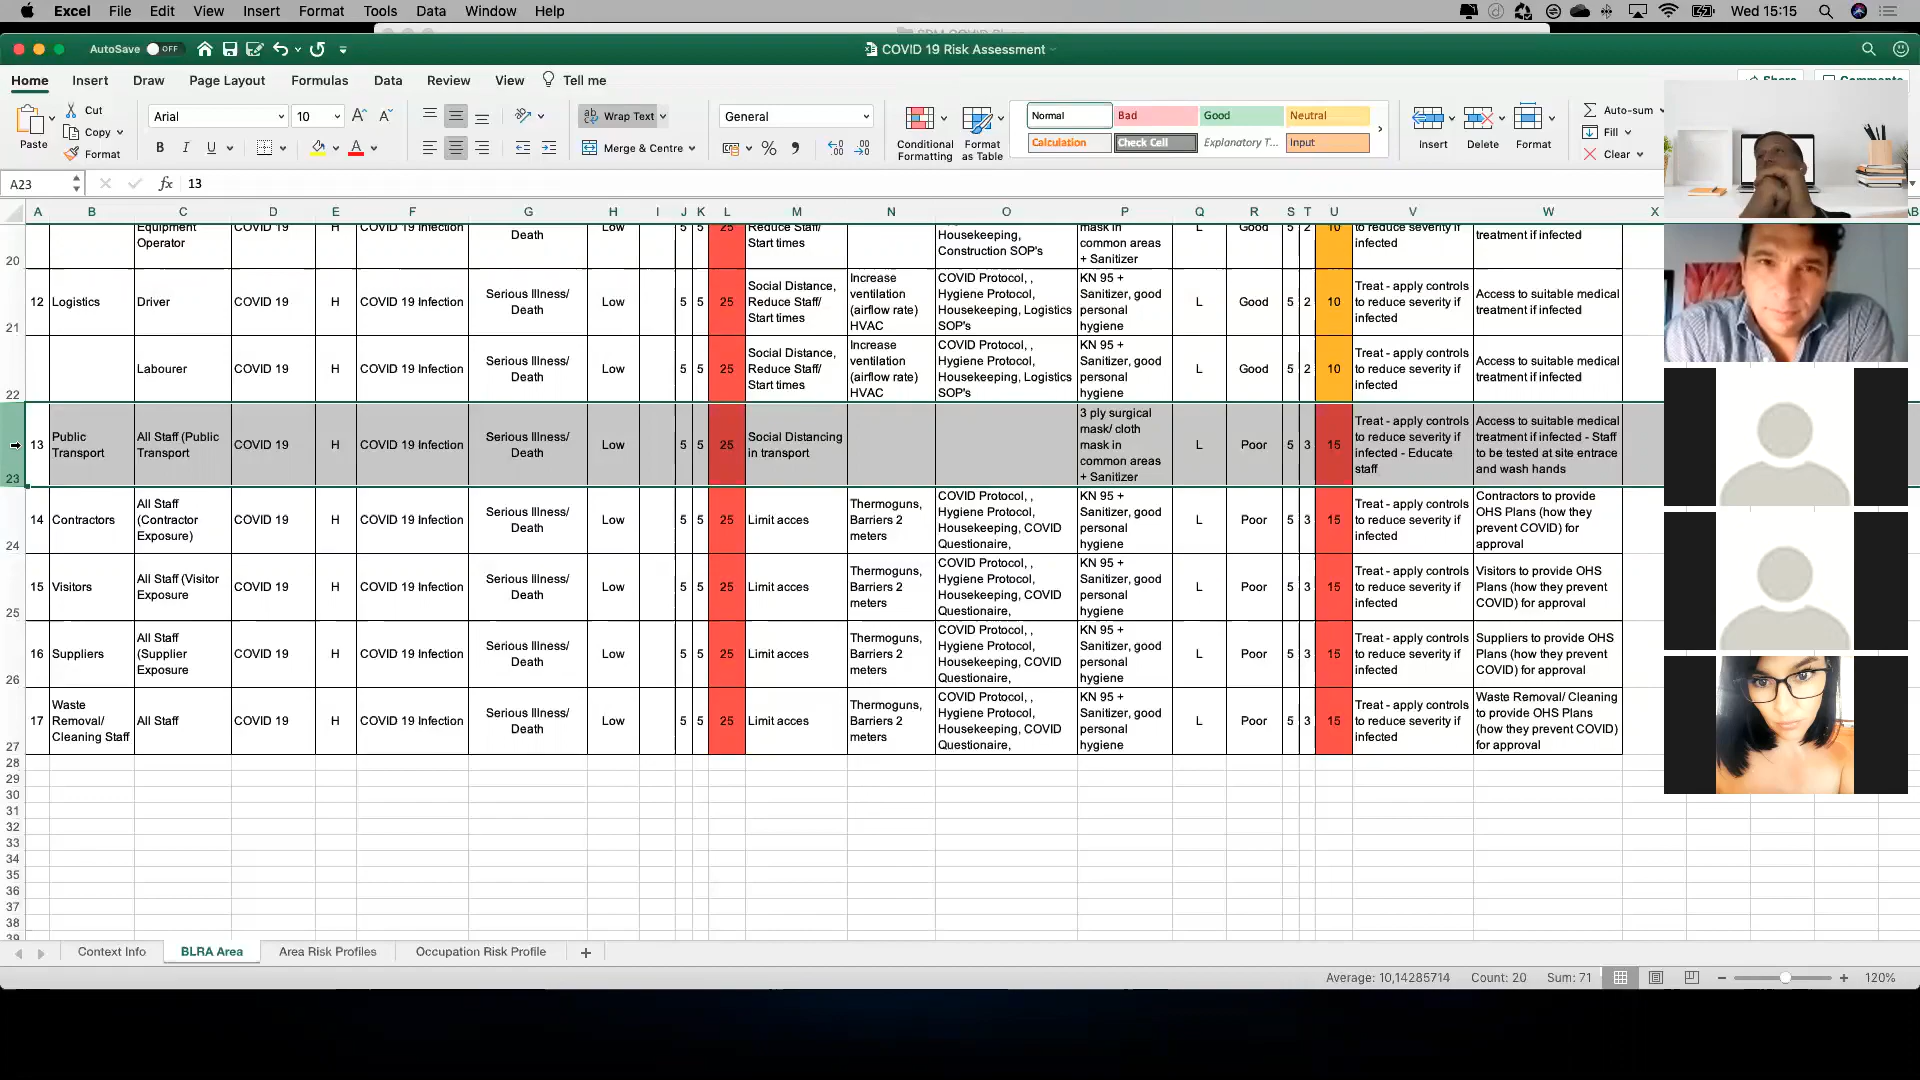 Excel File Edit View Insert Format Tools Data Window Help Wed 15:15
AutoSave OFF COVID 19 Risk Assessment
Home Insert Draw Page Layout Formulas Data Review View Tell me
Paste Cut Copy Format
Arial 10
B I U
ab Wrap Text
Merge & Centre
General
Conditional Formatting
Format as Table
Normal Bad Good Neutral
Calculation Check Cell Explanatory T... Input
Insert Delete Format
Auto-sum
Fill
Clear
A23 fx 13
A B C D E F G H I J K L M N O P Q R S T U V W X AB
20 Equipment Operator COVID 19 H COVID 19 Infection Death Low 5 5 25 Reduce Staff/ Start times Housekeeping, Construction SOP's mask in common areas + Sanitizer L Good 5 2 10 to reduce severity if infected treatment if infected
21 12 Logistics Driver COVID 19 H COVID 19 Infection Serious Illness/ Death Low 5 5 25 Social Distance, Reduce Staff/ Start times Increase ventilation (airflow rate) HVAC COVID Protocol, , Hygiene Protocol, Housekeeping, Logistics SOP's KN 95 + Sanitizer, good personal hygiene L Good 5 2 10 Treat - apply controls to reduce severity if infected Access to suitable medical treatment if infected
22 Labourer COVID 19 H COVID 19 Infection Serious Illness/ Death Low 5 5 25 Social Distance, Reduce Staff/ Start times Increase ventilation (airflow rate) HVAC COVID Protocol, , Hygiene Protocol, Housekeeping, Logistics SOP's KN 95 + Sanitizer, good personal hygiene L Good 5 2 10 Treat - apply controls to reduce severity if infected Access to suitable medical treatment if infected
23 13 Public Transport All Staff (Public Transport COVID 19 H COVID 19 Infection Serious Illness/ Death Low 5 5 25 Social Distancing in transport 3 ply surgical mask/ cloth mask in common areas + Sanitizer L Poor 5 3 15 Treat - apply controls to reduce severity if infected - Educate staff Access to suitable medical treatment if infected - Staff to be tested at site entrace and wash hands
24 14 Contractors All Staff (Contractor Exposure) COVID 19 H COVID 19 Infection Serious Illness/ Death Low 5 5 25 Limit acces Thermoguns, Barriers 2 meters COVID Protocol, , Hygiene Protocol, Housekeeping, COVID Questionaire, KN 95 + Sanitizer, good personal hygiene L Poor 5 3 15 Treat - apply controls to reduce severity if infected Contractors to provide OHS Plans (how they prevent COVID) for approval
25 15 Visitors All Staff (Visitor Exposure COVID 19 H COVID 19 Infection Serious Illness/ Death Low 5 5 25 Limit acces Thermoguns, Barriers 2 meters COVID Protocol, , Hygiene Protocol, Housekeeping, COVID Questionaire, KN 95 + Sanitizer, good personal hygiene L Poor 5 3 15 Treat - apply controls to reduce severity if infected Visitors to provide OHS Plans (how they prevent COVID) for approval
26 16 Suppliers All Staff (Supplier Exposure COVID 19 H COVID 19 Infection Serious Illness/ Death Low 5 5 25 Limit acces Thermoguns, Barriers 2 meters COVID Protocol, , Hygiene Protocol, Housekeeping, COVID Questionaire, KN 95 + Sanitizer, good personal hygiene L Poor 5 3 15 Treat - apply controls to reduce severity if infected Suppliers to provide OHS Plans (how they prevent COVID) for approval
27 17 Waste Removal/ Cleaning Staff All Staff COVID 19 H COVID 19 Infection Serious Illness/ Death Low 5 5 25 Limit acces Thermoguns, Barriers 2 meters COVID Protocol, , Hygiene Protocol, Housekeeping, COVID Questionaire, KN 95 + Sanitizer, good personal hygiene L Poor 5 3 15 Treat - apply controls to reduce severity if infected Waste Removal/ Cleaning to provide OHS Plans (how they prevent COVID) for approval
28
29
30
31
32
33
34
35
36
37
38
39
Context Info BLRA Area Area Risk Profiles Occupation Risk Profile +
Average: 10,14285714 Count: 20 Sum: 71 120%